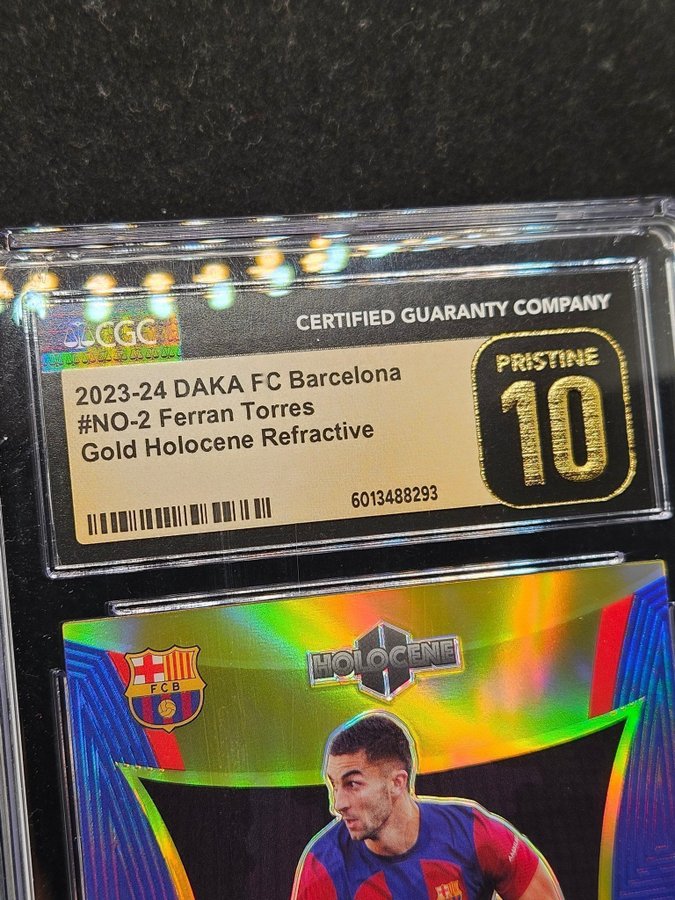 CGC
CERTIFIED GUARANTY COMPANY
2023-24 DAKA FC Barcelona
#NO-2 Ferran Torres
Gold Holocene Refractive
6013488293
PRISTINE
10
HOLOCENE
FCB